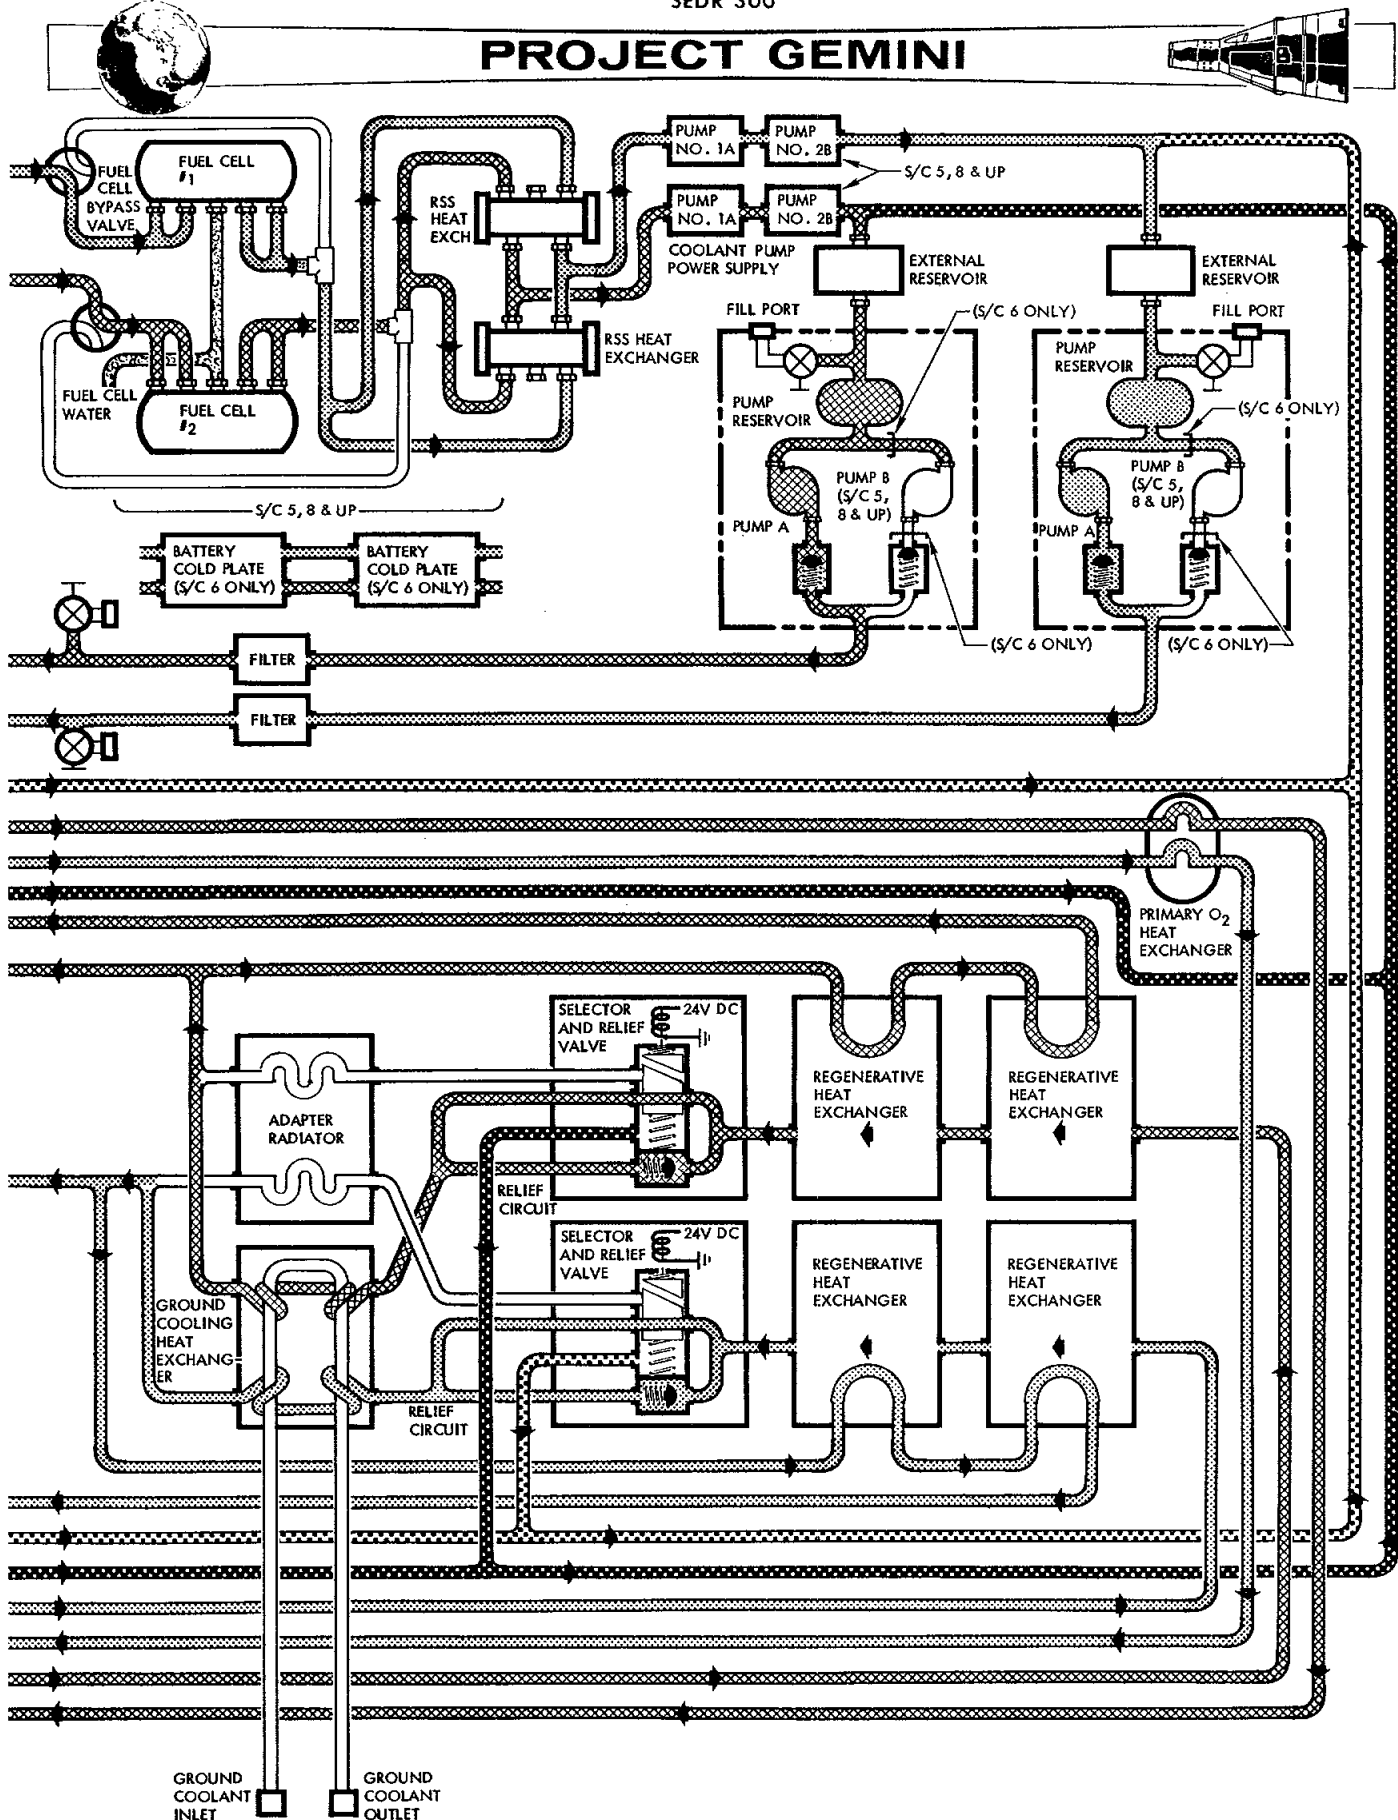 SEDR 300
PROJECT GEMINI
FUEL CELL
#1
FUEL
CELL
BYPASS
VALVE
RSS
HEAT
EXCH.
PUMP
NO. 1A
PUMP
NO. 2B
S/C 5, 8 & UP
PUMP
NO. 1A
PUMP
NO. 2B
COOLANT PUMP
POWER SUPPLY
EXTERNAL
RESERVOIR
EXTERNAL
RESERVOIR
FILL PORT
(S/C 6 ONLY)
FILL PORT
RSS HEAT
EXCHANGER
PUMP
RESERVOIR
PUMP
RESERVOIR
(S/C 6 ONLY)
FUEL CELL
WATER
FUEL CELL
#2
PUMP B
(S/C 5,
8 & UP)
PUMP A
PUMP B
(S/C 5,
8 & UP)
PUMP A
S/C 5, 8 & UP
BATTERY
COLD PLATE
(S/C 6 ONLY)
BATTERY
COLD PLATE
(S/C 6 ONLY)
(S/C 6 ONLY)
(S/C 6 ONLY)
FILTER
FILTER
PRIMARY O2
HEAT
EXCHANGER
SELECTOR
AND RELIEF
VALVE
24V DC
REGENERATIVE
HEAT
EXCHANGER
REGENERATIVE
HEAT
EXCHANGER
ADAPTER
RADIATOR
RELIEF
CIRCUIT
SELECTOR
AND RELIEF
VALVE
24V DC
REGENERATIVE
HEAT
EXCHANGER
REGENERATIVE
HEAT
EXCHANGER
GROUND
COOLING
HEAT
EXCHANG-
ER
RELIEF
CIRCUIT
GROUND
COOLANT
INLET
GROUND
COOLANT
OUTLET